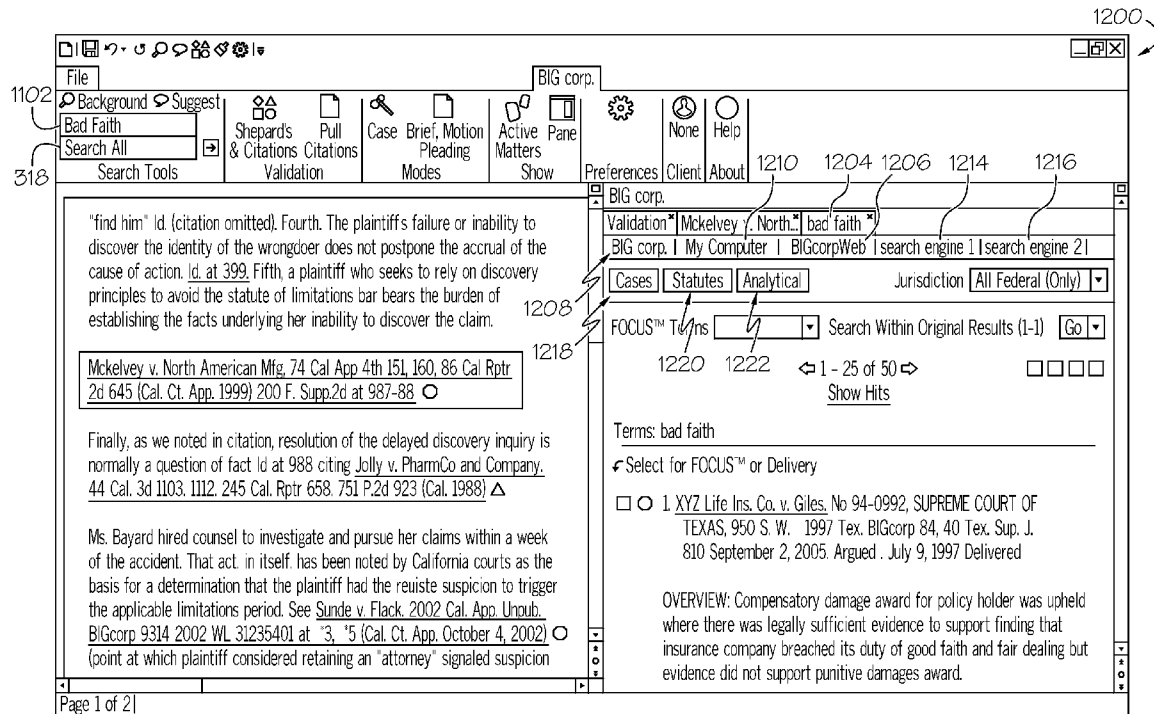 1200
File
BIG corp.
1102
Background Suggest
Bad Faith
Search All
318
Search Tools
Shepard's
& Citations
Pull
Citations
Validation
Case
Brief, Motion
Pleading
Modes
Active
Matters
Pane
Show
Preferences
None
Client
Help
About
1210 1204 1206 1214 1216
"find him" Id. (citation omitted). Fourth. The plaintiff's failure or inability to
discover the identity of the wrongdoer does not postpone the accrual of the
cause of action. Id. at 399. Fifth, a plaintiff who seeks to rely on discovery
principles to avoid the statute of limitations bar bears the burden of
establishing the facts underlying her inability to discover the claim.
Mckelvey v. North American Mfg, 74 Cal App 4th 151, 160, 86 Cal Rptr
2d 645 (Cal. Ct. App. 1999) 200 F. Supp.2d at 987-88
Finally, as we noted in citation, resolution of the delayed discovery inquiry is
normally a question of fact Id at 988 citing Jolly v. PharmCo and Company.
44 Cal. 3d 1103. 1112. 245 Cal. Rptr 658. 751 P.2d 923 (Cal. 1988)
Ms. Bayard hired counsel to investigate and pursue her claims within a week
of the accident. That act. in itself. has been noted by California courts as the
basis for a determination that the plaintiff had the reuiste suspicion to trigger
the applicable limitations period. See Sunde v. Flack. 2002 Cal. App. Unpub.
BIGcorp 9314 2002 WL 31235401 at *3, *5 (Cal. Ct. App. October 4, 2002)
(point at which plaintiff considered retaining an "attorney" signaled suspicion
Page 1 of 2
BIG corp.
Validation x Mckelvey v. North... x bad faith x
BIG corp. | My Computer | BIGcorpWeb | search engine 1 | search engine 2 |
1208
Cases Statutes Analytical Jurisdiction All Federal (Only)
1218
FOCUS™ Terms Search Within Original Results (1-1) Go
1220 1222
1 - 25 of 50
Show Hits
Terms: bad faith
Select for FOCUS™ or Delivery
1. XYZ Life Ins. Co. v. Giles. No 94-0992, SUPREME COURT OF
TEXAS, 950 S. W. 1997 Tex. BIGcorp 84, 40 Tex. Sup. J.
810 September 2, 2005. Argued . July 9, 1997 Delivered
OVERVIEW: Compensatory damage award for policy holder was upheld
where there was legally sufficient evidence to support finding that
insurance company breached its duty of good faith and fair dealing but
evidence did not support punitive damages award.